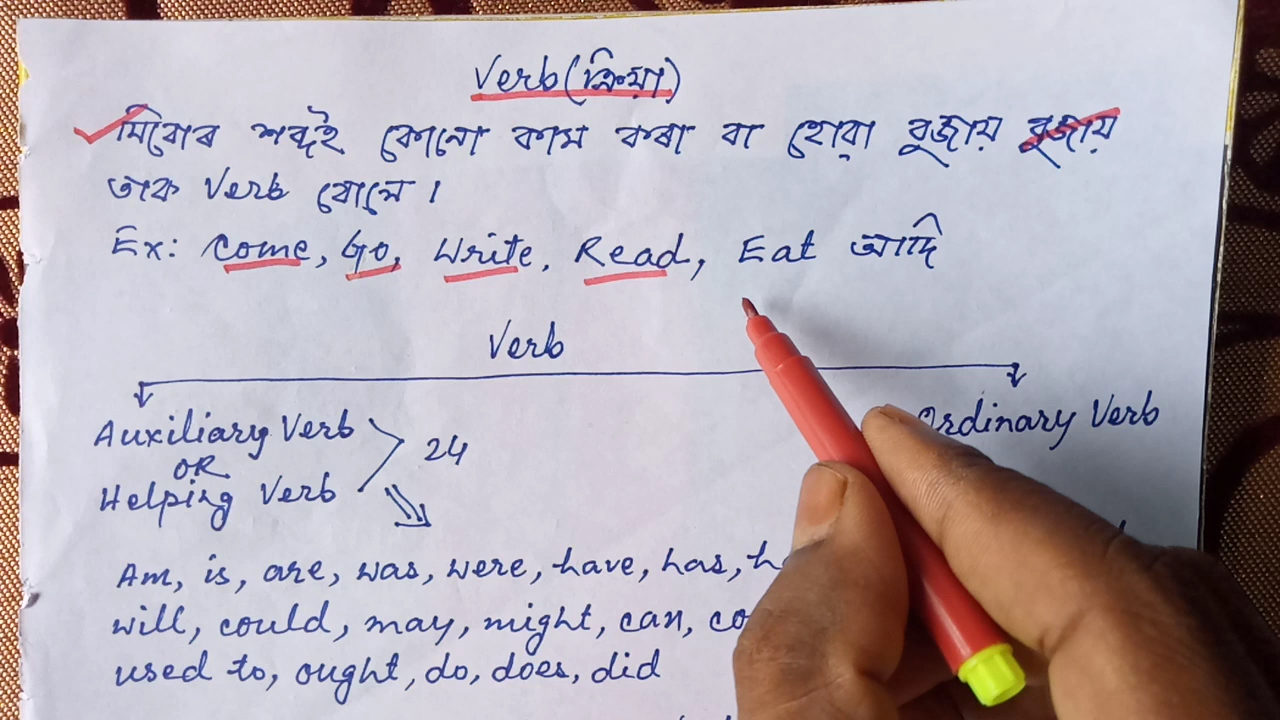 Verb (ক্ৰিয়া)
যিবোৰ শব্দই কোনো কাম কৰা বা হোৱা বুজায় বুজায়
তাক Verb বোলে।
Ex: Come, Go, Write, Read, Eat আদি
Verb
Auxiliary Verb
OR
Helping Verb
24
Ordinary Verb
Am, is, are, was, were, have, has,
will, could, may, might, can,
used to, ought, do, does, did